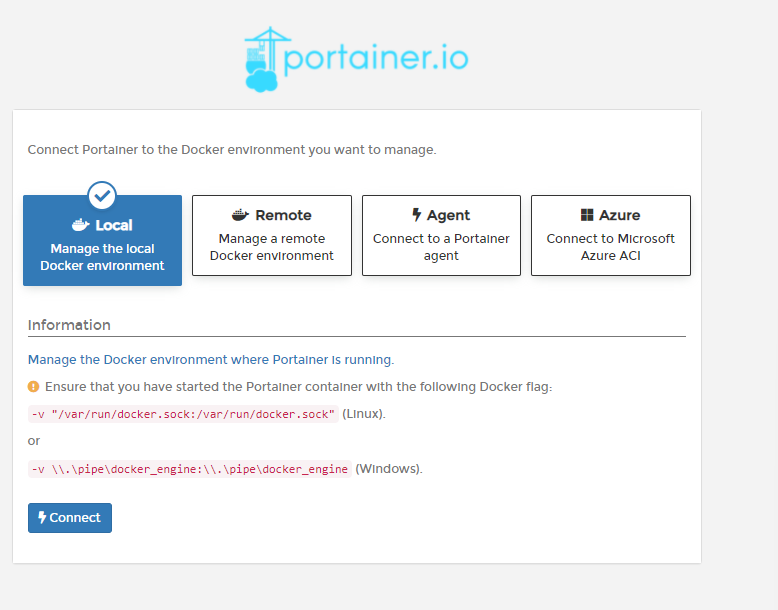 portainer.io
Connect Portainer to the Docker environment you want to manage.
Local
Manage the local
Docker environment
Remote
Manage a remote
Docker environment
Agent
Connect to a Portainer
agent
Azure
Connect to Microsoft
Azure ACI
Information
Manage the Docker environment where Portainer is running.
Ensure that you have started the Portainer container with the following Docker flag:
-v "/var/run/docker.sock:/var/run/docker.sock" (Linux).
or
-v \\.\pipe\docker_engine:\\.\pipe\docker_engine (Windows).
Connect